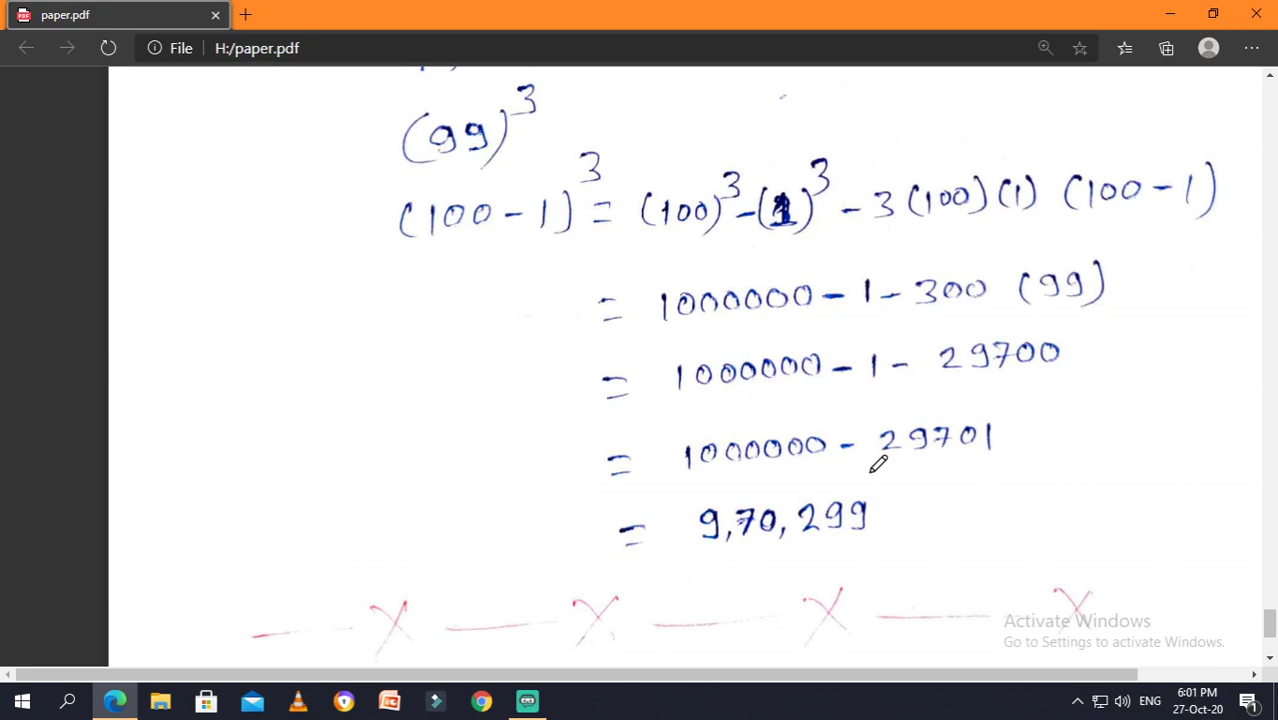 paper.pdf
File H:/paper.pdf
(99)³
(100-1)³ = (100)³-(1)³ - 3(100)(1) (100-1)
= 1000000-1-300 (99)
= 1000000-1- 29700
= 1000000 - 29701
= 9,70,299
— X — X — X — X
Activate Windows
Go to Settings to activate Windows.
ENG
6:01 PM
27-Oct-20
1